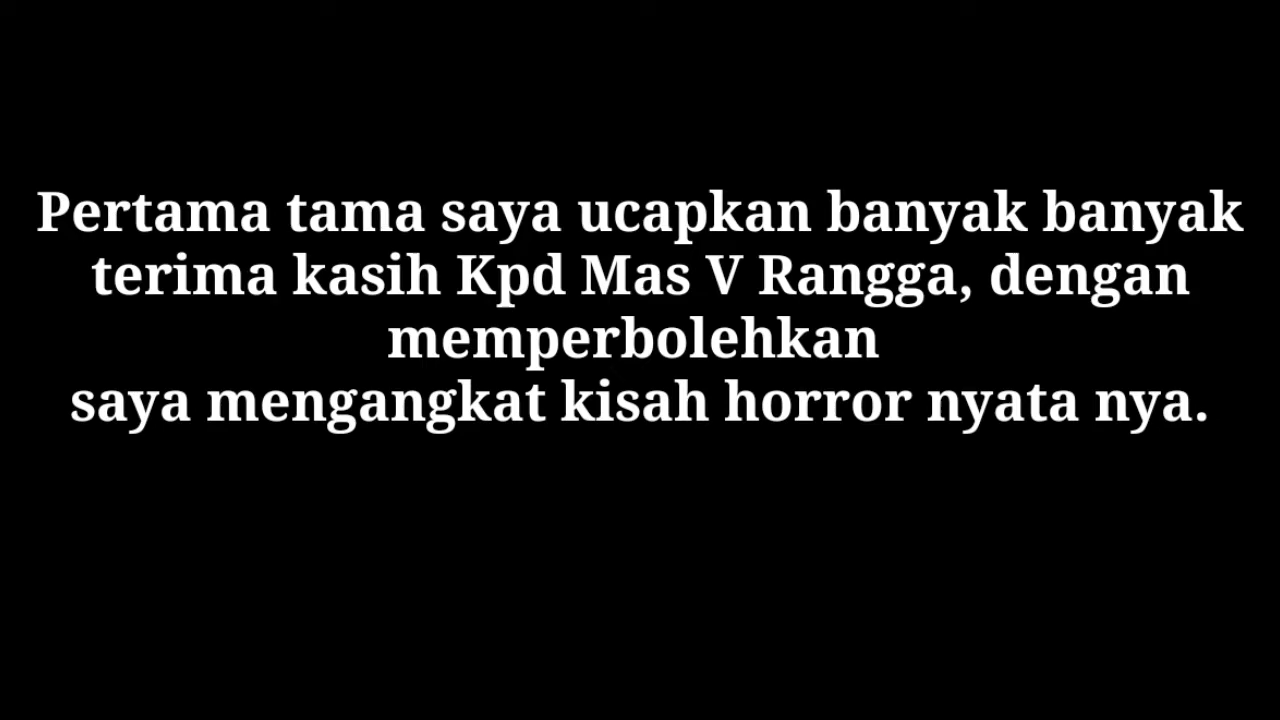 Pertama tama saya ucapkan banyak banyak
terima kasih Kpd Mas V Rangga, dengan
memperbolehkan
saya mengangkat kisah horror nyata nya.